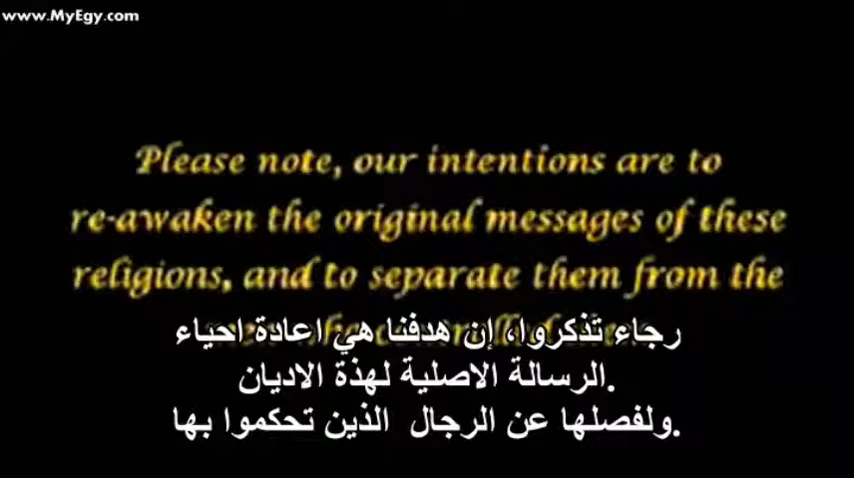 www.MyEgy.com
Please note, our intentions are to
re-awaken the original messages of these
religions, and to separate them from the
رجاء تذكروا، إن هدفنا هي اعادة احياء
الرسالة الاصلية لهذة الاديان.
ولفصلها عن الرجال الذين تحكموا بها.